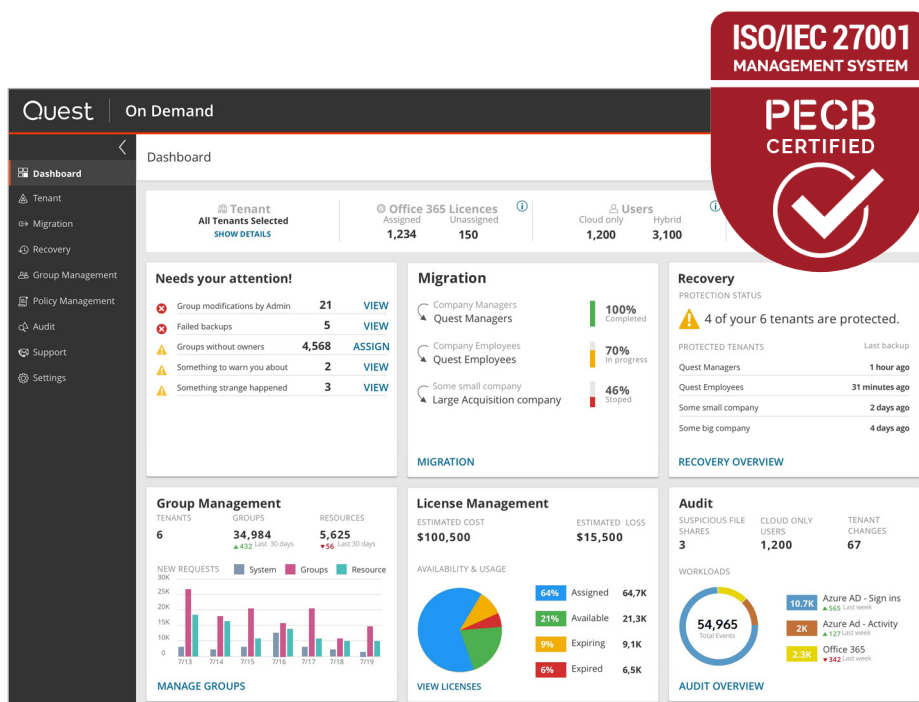 ISO/IEC 27001
MANAGEMENT SYSTEM
PECB
CERTIFIED
Quest On Demand
Dashboard
Tenant
Migration
Recovery
Group Management
Policy Management
Audit
Support
Settings
Dashboard
Tenant
All Tenants Selected
SHOW DETAILS
Office 365 Licences
Assigned Unassigned
1,234 150
Users
Cloud only Hybrid
1,200 3,100
Needs your attention!
Group modifications by Admin 21 VIEW
Failed backups 5 VIEW
Groups without owners 4,568 ASSIGN
Something to warn you about 2 VIEW
Something strange happened 3 VIEW
Migration
Company Managers
Quest Managers
100%
Completed
Company Employees
Quest Employees
70%
In progress
Some small company
Large Acquisition company
46%
Stoped
MIGRATION
Recovery
PROTECTION STATUS
4 of your 6 tenants are protected.
PROTECTED TENANTS Last backup
Quest Managers 1 hour ago
Quest Employees 31 minutes ago
Some small company 2 days ago
Some big company 4 days ago
RECOVERY OVERVIEW
Group Management
TENANTS GROUPS RESOURCES
6 34,984 5,625
432 Last 30 days 56 Last 30 days
NEW REQUESTS System Groups Resource
30K
25K
20K
15K
10K
0
7/13 7/14 7/15 7/16 7/17 7/18 7/19
MANAGE GROUPS
License Management
ESTIMATED COST ESTIMATED LOSS
$100,500 $15,500
AVAILABILITY & USAGE
64% Assigned 64,7K
21% Available 21,3K
9% Expiring 9,1K
6% Expired 6,5K
VIEW LICENSES
Audit
SUSPICIOUS FILE SHARES
3
CLOUD ONLY USERS
1,200
TENANT CHANGES
67
WORKLOADS
54,965
Total Events
10.7K Azure AD - Sign ins
565 Last week
2K Azure Ad - Activity
127 Last week
2.3K Office 365
342 Last week
AUDIT OVERVIEW